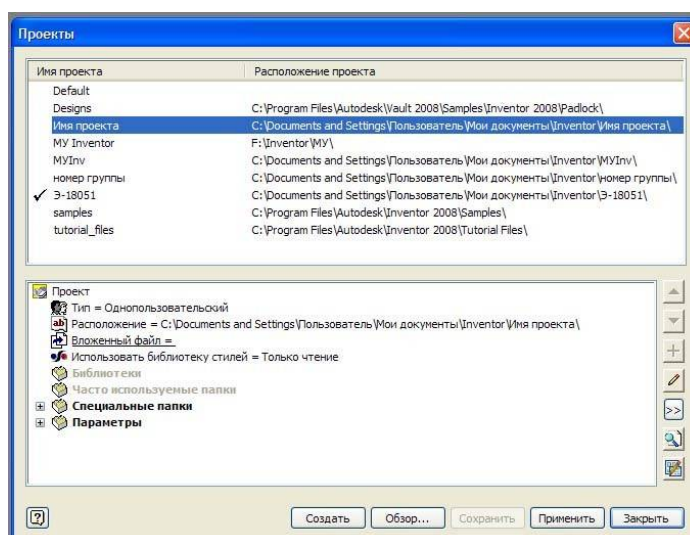 Проекты
Имя проекта Расположение проекта
Default
Designs C:\Program Files\Autodesk\Vault 2008\Samples\Inventor 2008\Padlock\
Имя проекта C:\Documents and Settings\Пользователь\Мои документы\Inventor\Имя проекта\
МУ Inventor F:\Inventor\МУ\
МУInv C:\Documents and Settings\Пользователь\Мои документы\Inventor\МУInv\
номер группы C:\Documents and Settings\Пользователь\Мои документы\Inventor\номер группы\
Э-18051 C:\Documents and Settings\Пользователь\Мои документы\Inventor\Э-18051\
samples C:\Program Files\Autodesk\Inventor 2008\Samples\
tutorial_files C:\Program Files\Autodesk\Inventor 2008\Tutorial Files\
Проект
Тип = Однопользовательский
Расположение = C:\Documents and Settings\Пользователь\Мои документы\Inventor\Имя проекта\
Вложенный файл =
Использовать библиотеку стилей = Только чтение
Библиотеки
Часто используемые папки
Специальные папки
Параметры
>>
Создать Обзор... Сохранить Применить Закрыть